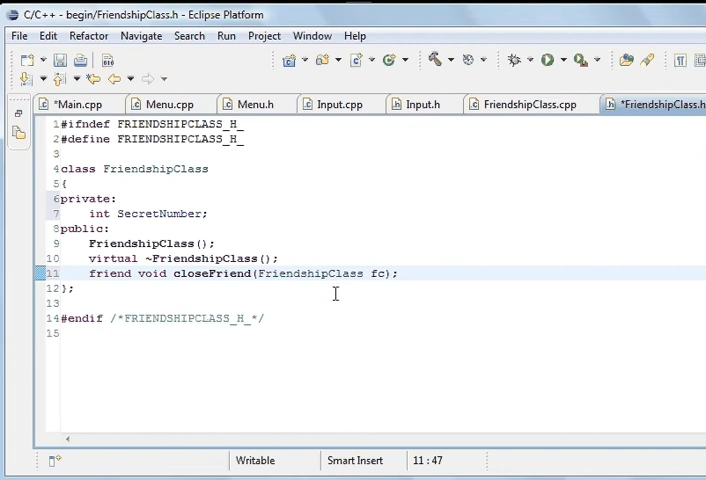 C/C++ - begin/FriendshipClass.h - Eclipse Platform
File Edit Refactor Navigate Search Run Project Window Help
*Main.cpp Menu.cpp Menu.h Input.cpp Input.h FriendshipClass.cpp *FriendshipClass.h
1 #ifndef FRIENDSHIPCLASS_H_
2 #define FRIENDSHIPCLASS_H_
3
4 class FriendshipClass
5 {
6 private:
7 int SecretNumber;
8 public:
9 FriendshipClass();
10 virtual ~FriendshipClass();
11 friend void closeFriend(FriendshipClass fc);
12 };
13
14 #endif /*FRIENDSHIPCLASS_H_*/
15
Writable Smart Insert 11 : 47